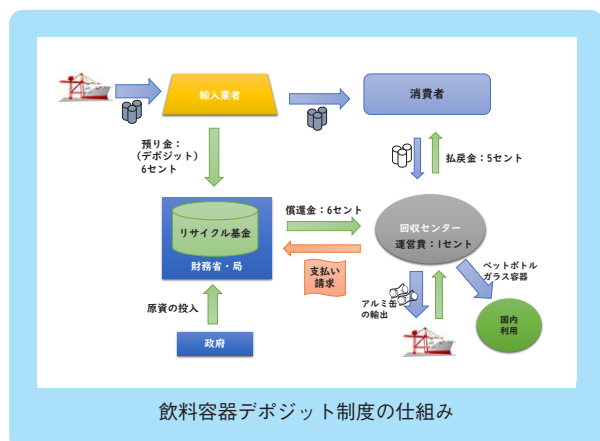 輸入業者
消費者
預り金：
（デポジット）
6セント
払戻金：5セント
リサイクル基金
財務省・局
償還金：6セント
回収センター
運営費：1セント
支払い
請求
ペットボトル
ガラス容器
アルミ缶
の輸出
国内
利用
原資の投入
政府
飲料容器デポジット制度の仕組み